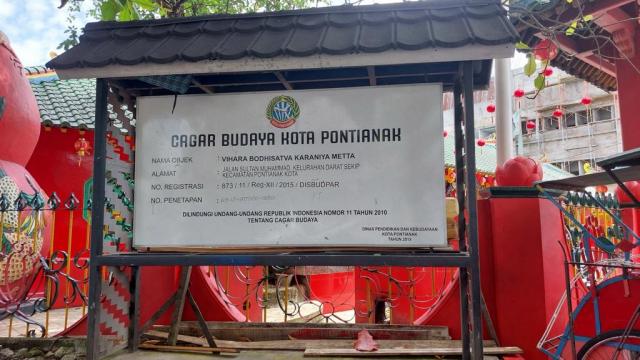 CAGAR BUDAYA KOTA PONTIANAK
NAMA OBJEK : VIHARA BODHISATVA KARANIYA METTA
ALAMAT : JALAN SULTAN MUHAMMAD KELURAHAN DARAT SEKIP
KECAMATAN PONTIANAK KOTA
NO. REGISTRASI : 873 / 11 / Reg-XII / 2015 / DISBUDPAR
NO. PENETAPAN :
DILINDUNGI UNDANG-UNDANG REPUBLIK INDONESIA NOMOR 11 TAHUN 2010
TENTANG CAGAR BUDAYA
DINAS PENDIDIKAN DAN KEBUDAYAAN
KOTA PONTIANAK
TAHUN 2019